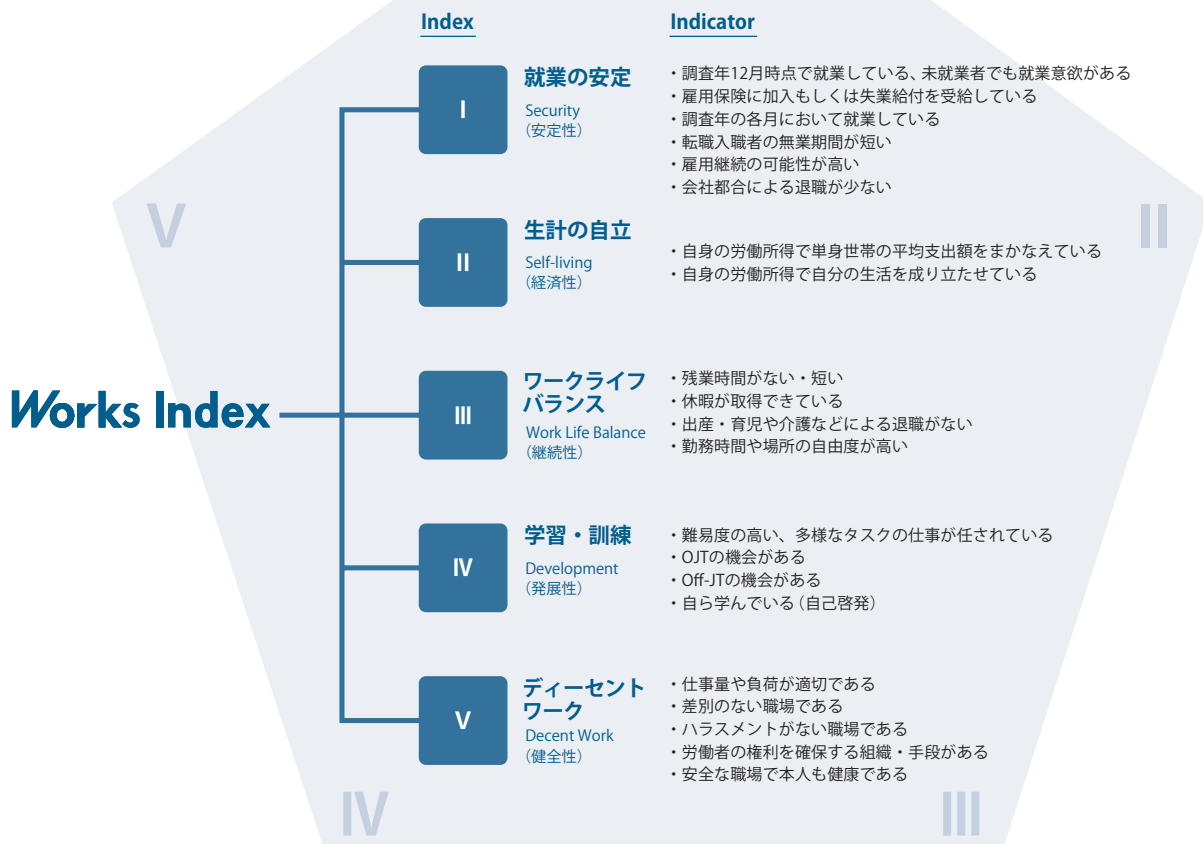 Index
Indicator
I
就業の安定
Security
（安定性）
・調査年12月時点で就業している、未就業者でも就業意欲がある
・雇用保険に加入もしくは失業給付を受給している
・調査年の各月において就業している
・転職入職者の無業期間が短い
・雇用継続の可能性が高い
・会社都合による退職が少ない
V
II
II
生計の自立
Self-living
（経済性）
・自身の労働所得で単身世帯の平均支出額をまかなえている
・自身の労働所得で自分の生活を成り立たせている
Works Index
III
ワークライフ
バランス
Work Life Balance
（継続性）
・残業時間がない・短い
・休暇が取得できている
・出産・育児や介護などによる退職がない
・勤務時間や場所の自由度が高い
IV
学習・訓練
Development
（発展性）
・難易度の高い、多様なタスクの仕事が任されている
・OJTの機会がある
・Off-JTの機会がある
・自ら学んでいる（自己啓発）
V
ディーセント
ワーク
Decent Work
（健全性）
・仕事量や負荷が適切である
・差別のない職場である
・ハラスメントがない職場である
・労働者の権利を確保する組織・手段がある
・安全な職場で本人も健康である
IV
III